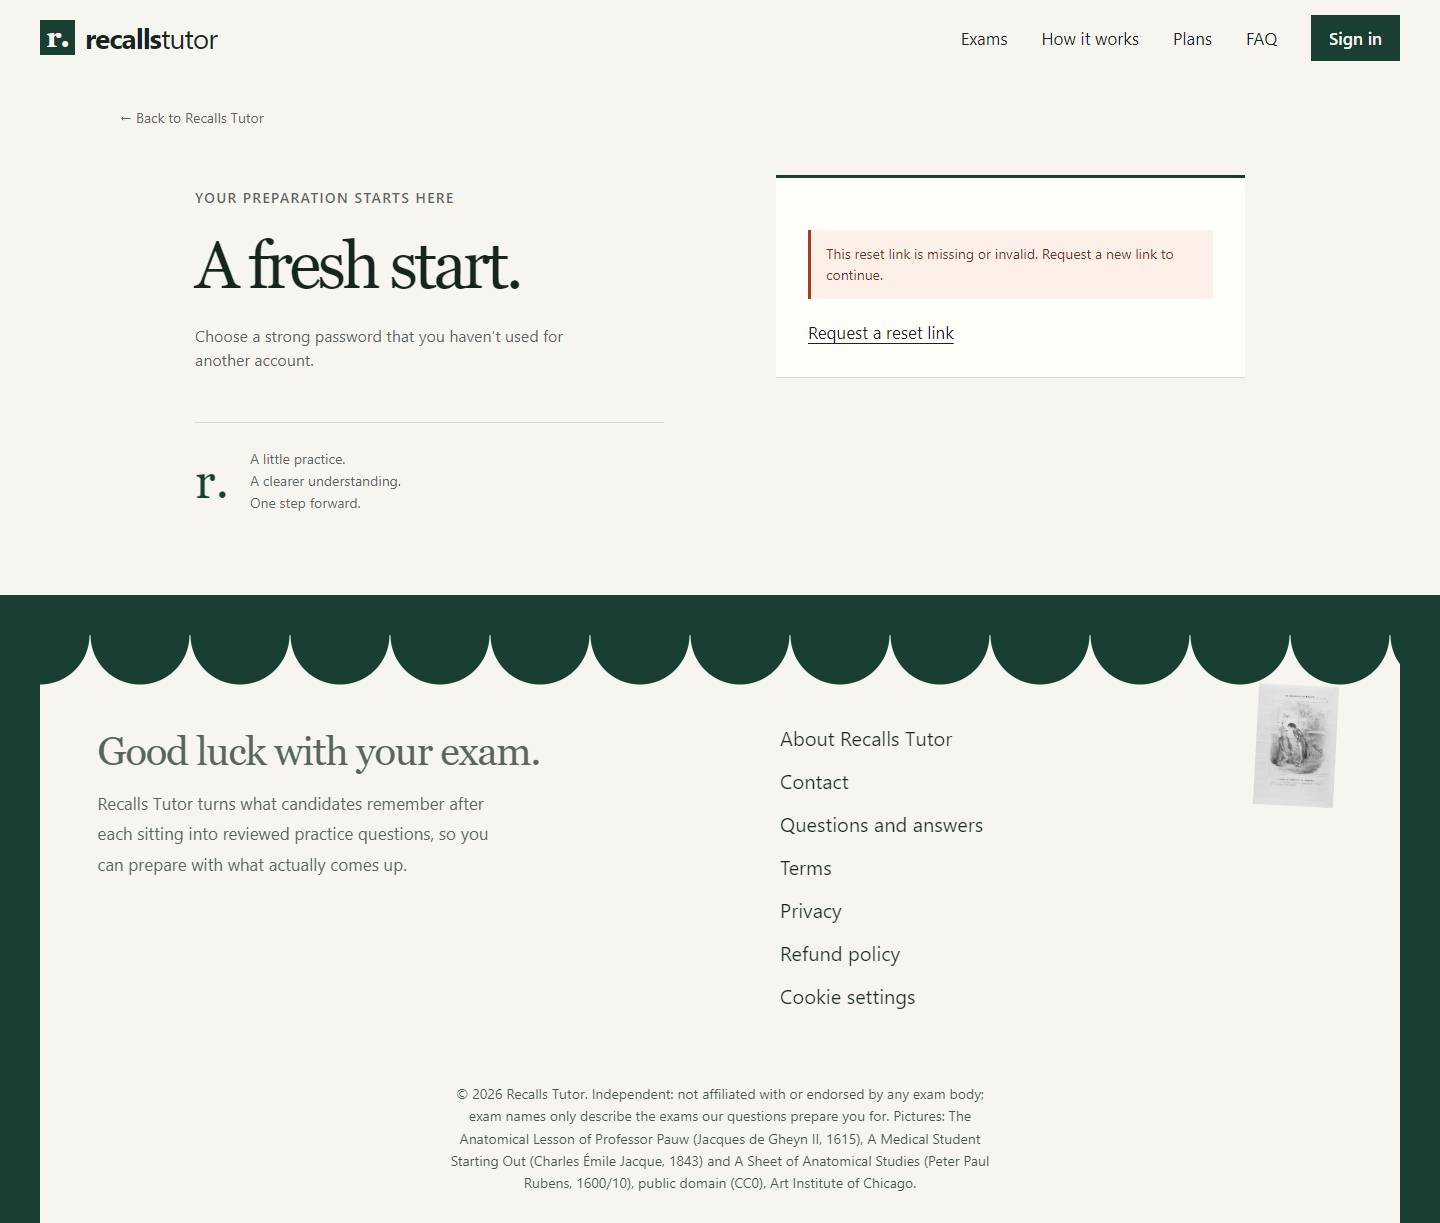 r. recallstutor
Exams
How it works
Plans
FAQ
Sign in
← Back to Recalls Tutor
YOUR PREPARATION STARTS HERE
A fresh start.
Choose a strong password that you haven't used for
another account.
r.
A little practice.
A clearer understanding.
One step forward.
This reset link is missing or invalid. Request a new link to
continue.
Request a reset link
Good luck with your exam.
Recalls Tutor turns what candidates remember after
each sitting into reviewed practice questions, so you
can prepare with what actually comes up.
About Recalls Tutor
Contact
Questions and answers
Terms
Privacy
Refund policy
Cookie settings
© 2026 Recalls Tutor. Independent: not affiliated with or endorsed by any exam body;
exam names only describe the exams our questions prepare you for. Pictures: The
Anatomical Lesson of Professor Pauw (Jacques de Gheyn II, 1615), A Medical Student
Starting Out (Charles Émile Jacque, 1843) and A Sheet of Anatomical Studies (Peter Paul
Rubens, 1600/10), public domain (CC0), Art Institute of Chicago.